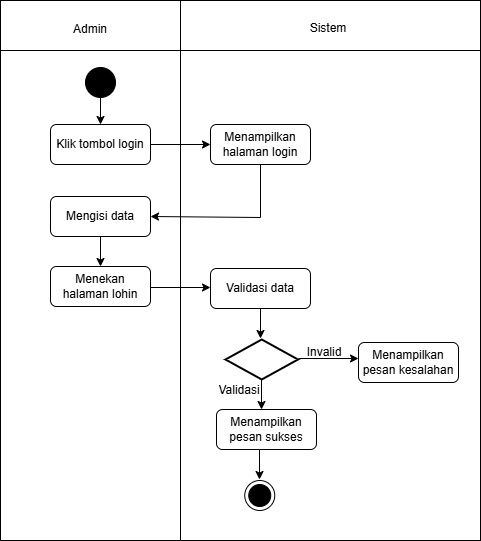 Admin
Sistem
Klik tombol login
Menampilkan
halaman login
Mengisi data
Menekan
halaman lohin
Validasi data
Invalid
Menampilkan
pesan kesalahan
Validasi
Menampilkan
pesan sukses